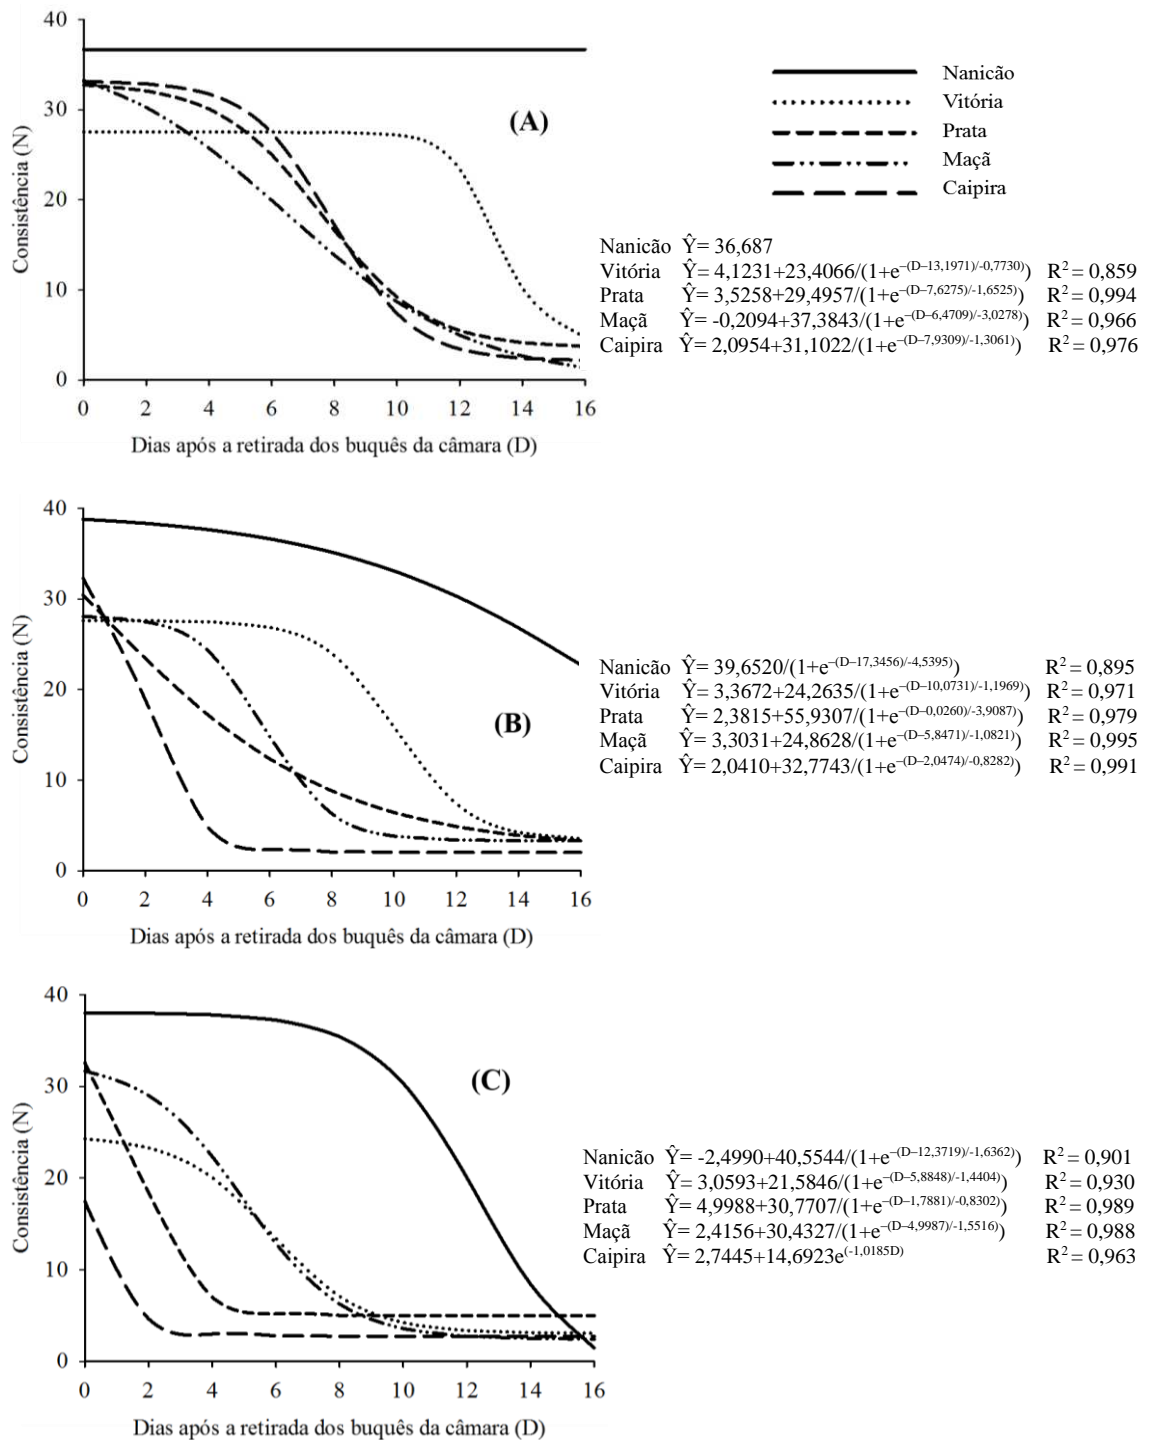 40
30
20
10
0
Consistência (N)
(A)
0 2 4 6 8 10 12 14 16
Dias após a retirada dos buquês da câmara (D)
Nanicão
Vitória
Prata
Maçã
Caipira
Nanicão Ŷ= 36,687
Vitória Ŷ= 4,1231+23,4066/(1+e^–(D–13,1971)/-0,7730) R² = 0,859
Prata Ŷ= 3,5258+29,4957/(1+e^–(D–7,6275)/-1,6525) R² = 0,994
Maçã Ŷ= -0,2094+37,3843/(1+e^–(D–6,4709)/-3,0278) R² = 0,966
Caipira Ŷ= 2,0954+31,1022/(1+e^–(D–7,9309)/-1,3061) R² = 0,976
40
30
20
10
0
Consistência (N)
(B)
0 2 4 6 8 10 12 14 16
Dias após a retirada dos buquês da câmara (D)
Nanicão Ŷ= 39,6520/(1+e^–(D–17,3456)/-4,5395) R² = 0,895
Vitória Ŷ= 3,3672+24,2635/(1+e^–(D–10,0731)/-1,1969) R² = 0,971
Prata Ŷ= 2,3815+55,9307/(1+e^–(D–0,0260)/-3,9087) R² = 0,979
Maçã Ŷ= 3,3031+24,8628/(1+e^–(D–5,8471)/-1,0821) R² = 0,995
Caipira Ŷ= 2,0410+32,7743/(1+e^–(D–2,0474)/-0,8282) R² = 0,991
40
30
20
10
0
Consistência (N)
(C)
0 2 4 6 8 10 12 14 16
Dias após a retirada dos buquês da câmara (D)
Nanicão Ŷ= -2,4990+40,5544/(1+e^–(D–12,3719)/-1,6362) R² = 0,901
Vitória Ŷ= 3,0593+21,5846/(1+e^–(D–5,8848)/-1,4404) R² = 0,930
Prata Ŷ= 4,9988+30,7707/(1+e^–(D–1,7881)/-0,8302) R² = 0,989
Maçã Ŷ= 2,4156+30,4327/(1+e^–(D–4,9987)/-1,5516) R² = 0,988
Caipira Ŷ= 2,7445+14,6923e^(-1,0185D) R² = 0,963